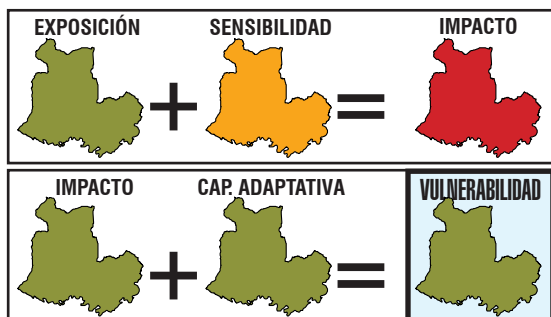 EXPOSICIÓN SENSIBILIDAD IMPACTO
+ =
IMPACTO CAP. ADAPTATIVA VULNERABILIDAD
+ =